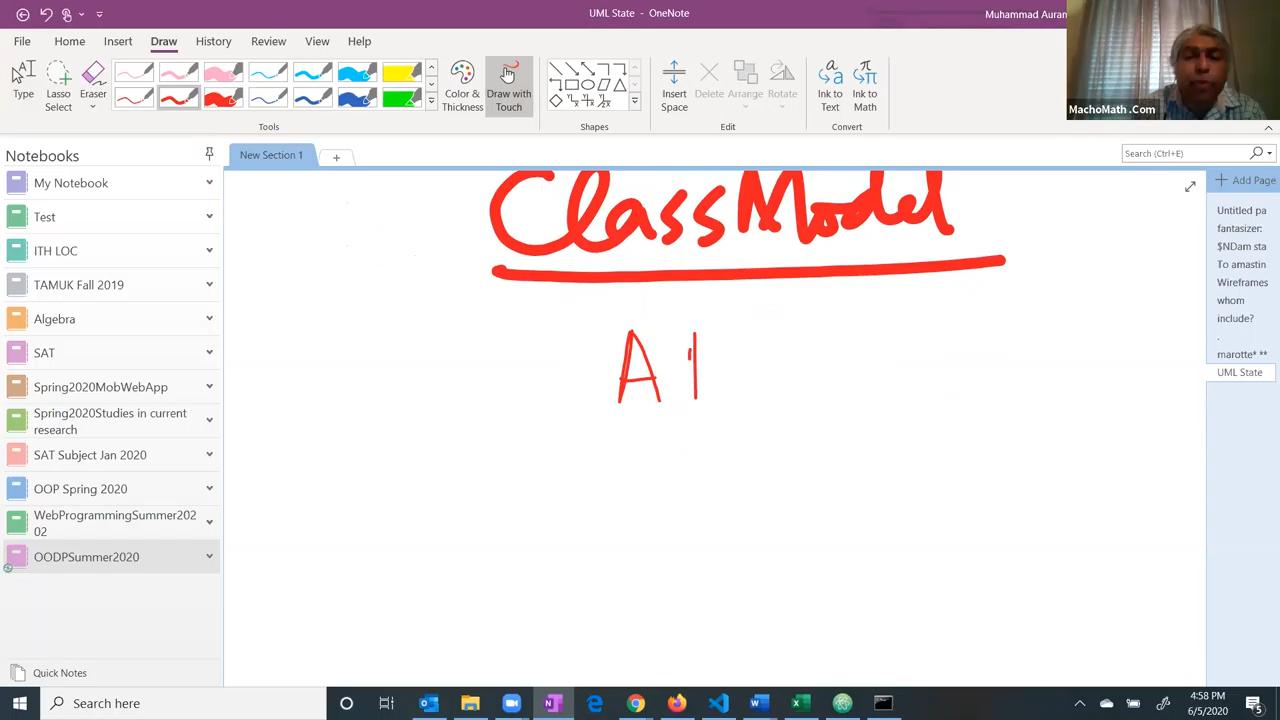 UML State - OneNote
Muhammad Auran
File Home Insert Draw History Review View Help
Type
Lasso Select
Eraser
Color & Thickness
Draw with Touch
Insert Space
Delete
Arrange
Rotate
Ink to Text
Ink to Math
Tools
Shapes
Edit
Convert
MachoMath .Com
Notebooks
New Section 1
Search (Ctrl+E)
My Notebook
Test
ITH LOC
TAMUK Fall 2019
Algebra
SAT
Spring2020MobWebApp
Spring2020Studies in current
research
SAT Subject Jan 2020
OOP Spring 2020
WebProgrammingSummer202
02
OODPSummer2020
Quick Notes
ClassModel
A
Add Page
Untitled pa
fantasizer:
$NDam sta
To amastin
Wireframes
whom
include?
.
marotte* **
UML State
Search here
4:58 PM
6/5/2020
5